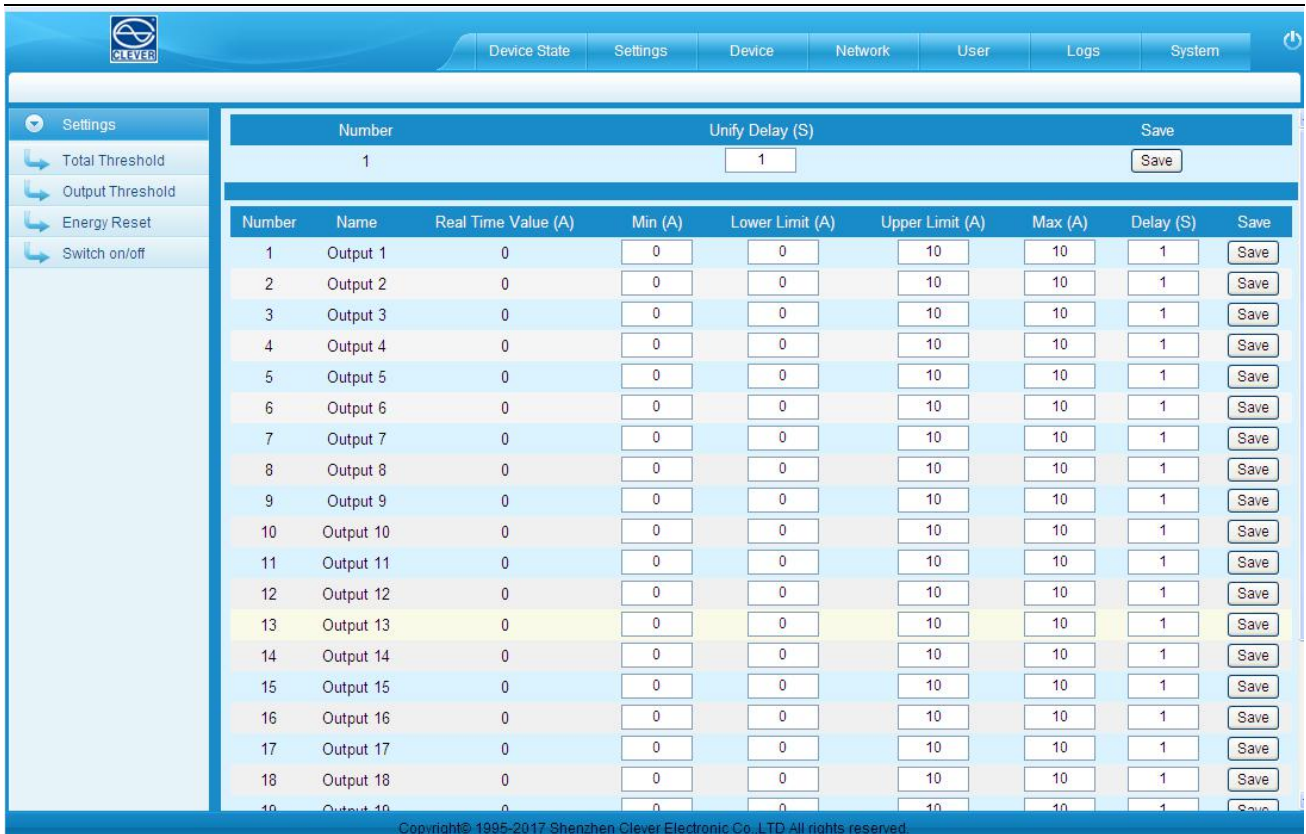 CLEVER
Device State Settings Device Network User Logs System
Settings
Total Threshold
Output Threshold
Energy Reset
Switch on/off
Number Unify Delay (S) Save
1 1 Save
Number Name Real Time Value (A) Min (A) Lower Limit (A) Upper Limit (A) Max (A) Delay (S) Save
1 Output 1 0 0 0 10 10 1 Save
2 Output 2 0 0 0 10 10 1 Save
3 Output 3 0 0 0 10 10 1 Save
4 Output 4 0 0 0 10 10 1 Save
5 Output 5 0 0 0 10 10 1 Save
6 Output 6 0 0 0 10 10 1 Save
7 Output 7 0 0 0 10 10 1 Save
8 Output 8 0 0 0 10 10 1 Save
9 Output 9 0 0 0 10 10 1 Save
10 Output 10 0 0 0 10 10 1 Save
11 Output 11 0 0 0 10 10 1 Save
12 Output 12 0 0 0 10 10 1 Save
13 Output 13 0 0 0 10 10 1 Save
14 Output 14 0 0 0 10 10 1 Save
15 Output 15 0 0 0 10 10 1 Save
16 Output 16 0 0 0 10 10 1 Save
17 Output 17 0 0 0 10 10 1 Save
18 Output 18 0 0 0 10 10 1 Save
19 Output 19 0 0 0 10 10 1 Save
Copyright© 1995-2017 Shenzhen Clever Electronic Co.,LTD All rights reserved.